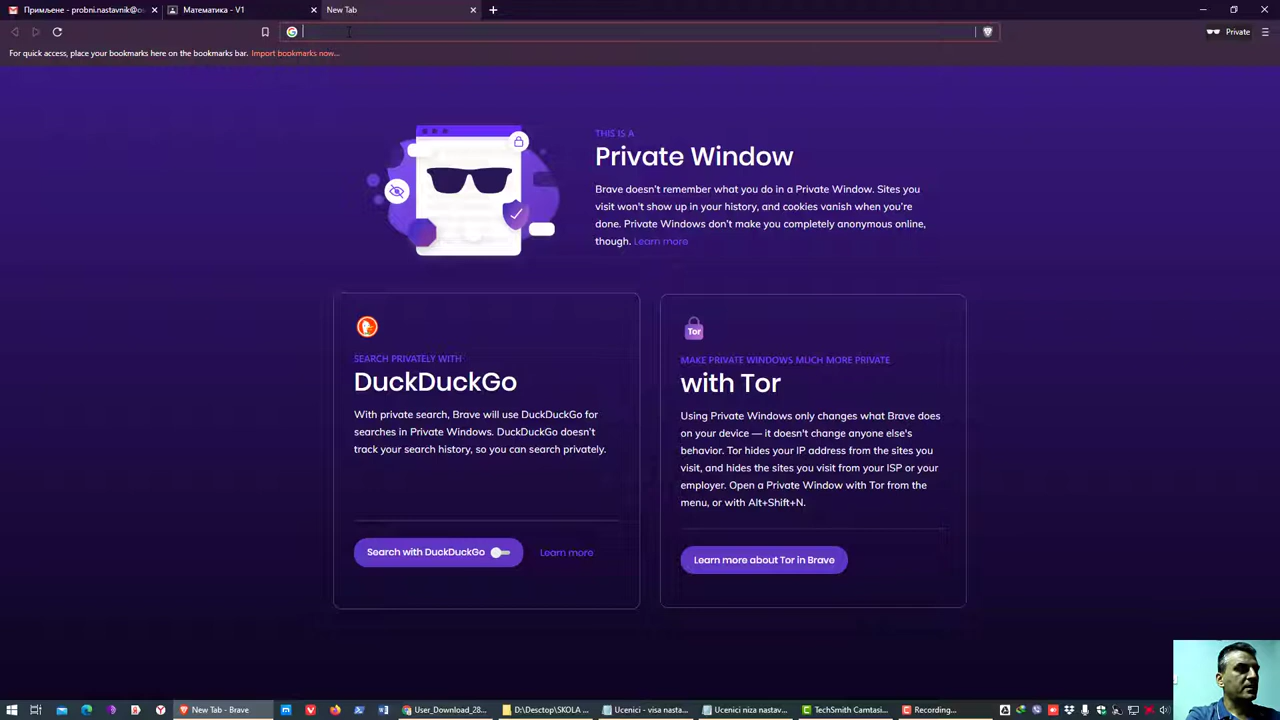 Примљене - probni.nastavnik@os
Математика - V1
New Tab
Private
For quick access, place your bookmarks here on the bookmarks bar. Import bookmarks now...
THIS IS A
Private Window
Brave doesn't remember what you do in a Private Window. Sites you
visit won't show up in your history, and cookies vanish when you're
done. Private Windows don't make you completely anonymous online,
though. Learn more
SEARCH PRIVATELY WITH
DuckDuckGo
With private search, Brave will use DuckDuckGo for
searches in Private Windows. DuckDuckGo doesn't
track your search history, so you can search privately.
Search with DuckDuckGo
Learn more
Tor
MAKE PRIVATE WINDOWS MUCH MORE PRIVATE
with Tor
Using Private Windows only changes what Brave does
on your device — it doesn't change anyone else's
behavior. Tor hides your IP address from the sites you
visit, and hides the sites you visit from your ISP or your
employer. Open a Private Window with Tor from the
menu, or with Alt+Shift+N.
Learn more about Tor in Brave
New Tab - Brave
User_Download_28...
D:\Desctop\SKOLA ...
Ucenici - visa nasta...
Ucenici niza nastav...
TechSmith Camtasi...
Recording...